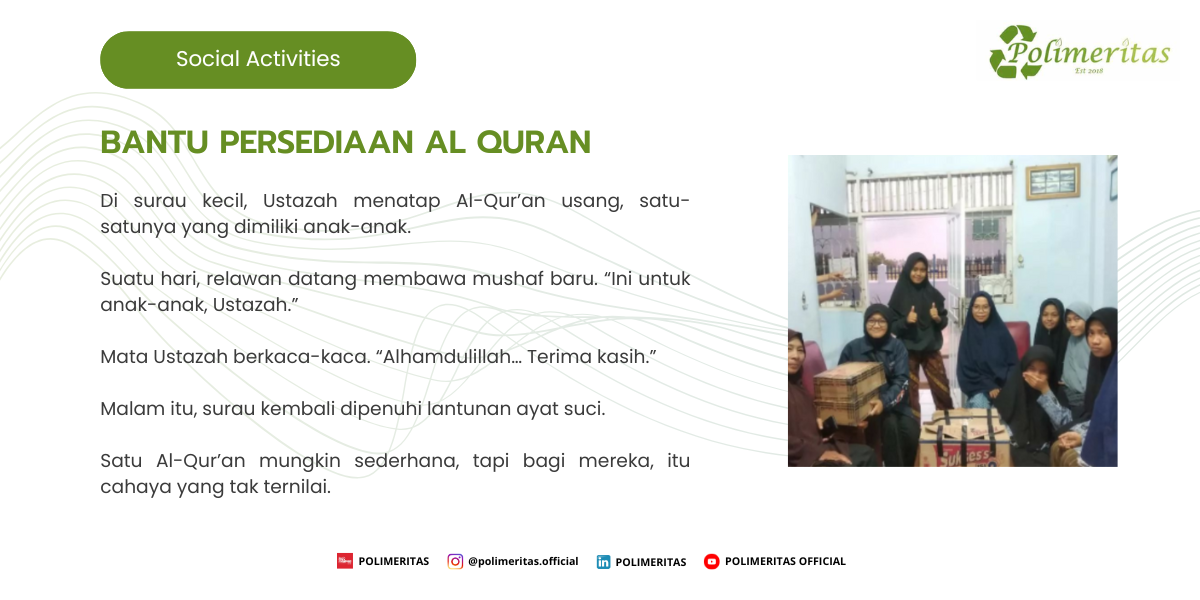 Social Activities
Polimeritas
Est 2018
BANTU PERSEDIAAN AL QURAN
Di surau kecil, Ustazah menatap Al-Qur’an usang, satu-
satunya yang dimiliki anak-anak.
Suatu hari, relawan datang membawa mushaf baru. “Ini untuk
anak-anak, Ustazah.”
Mata Ustazah berkaca-kaca. “Alhamdulillah... Terima kasih.”
Malam itu, surau kembali dipenuhi lantunan ayat suci.
Satu Al-Qur’an mungkin sederhana, tapi bagi mereka, itu
cahaya yang tak ternilai.
Suksess
POLIMERITAS
@polimeritas.official
POLIMERITAS
POLIMERITAS OFFICIAL